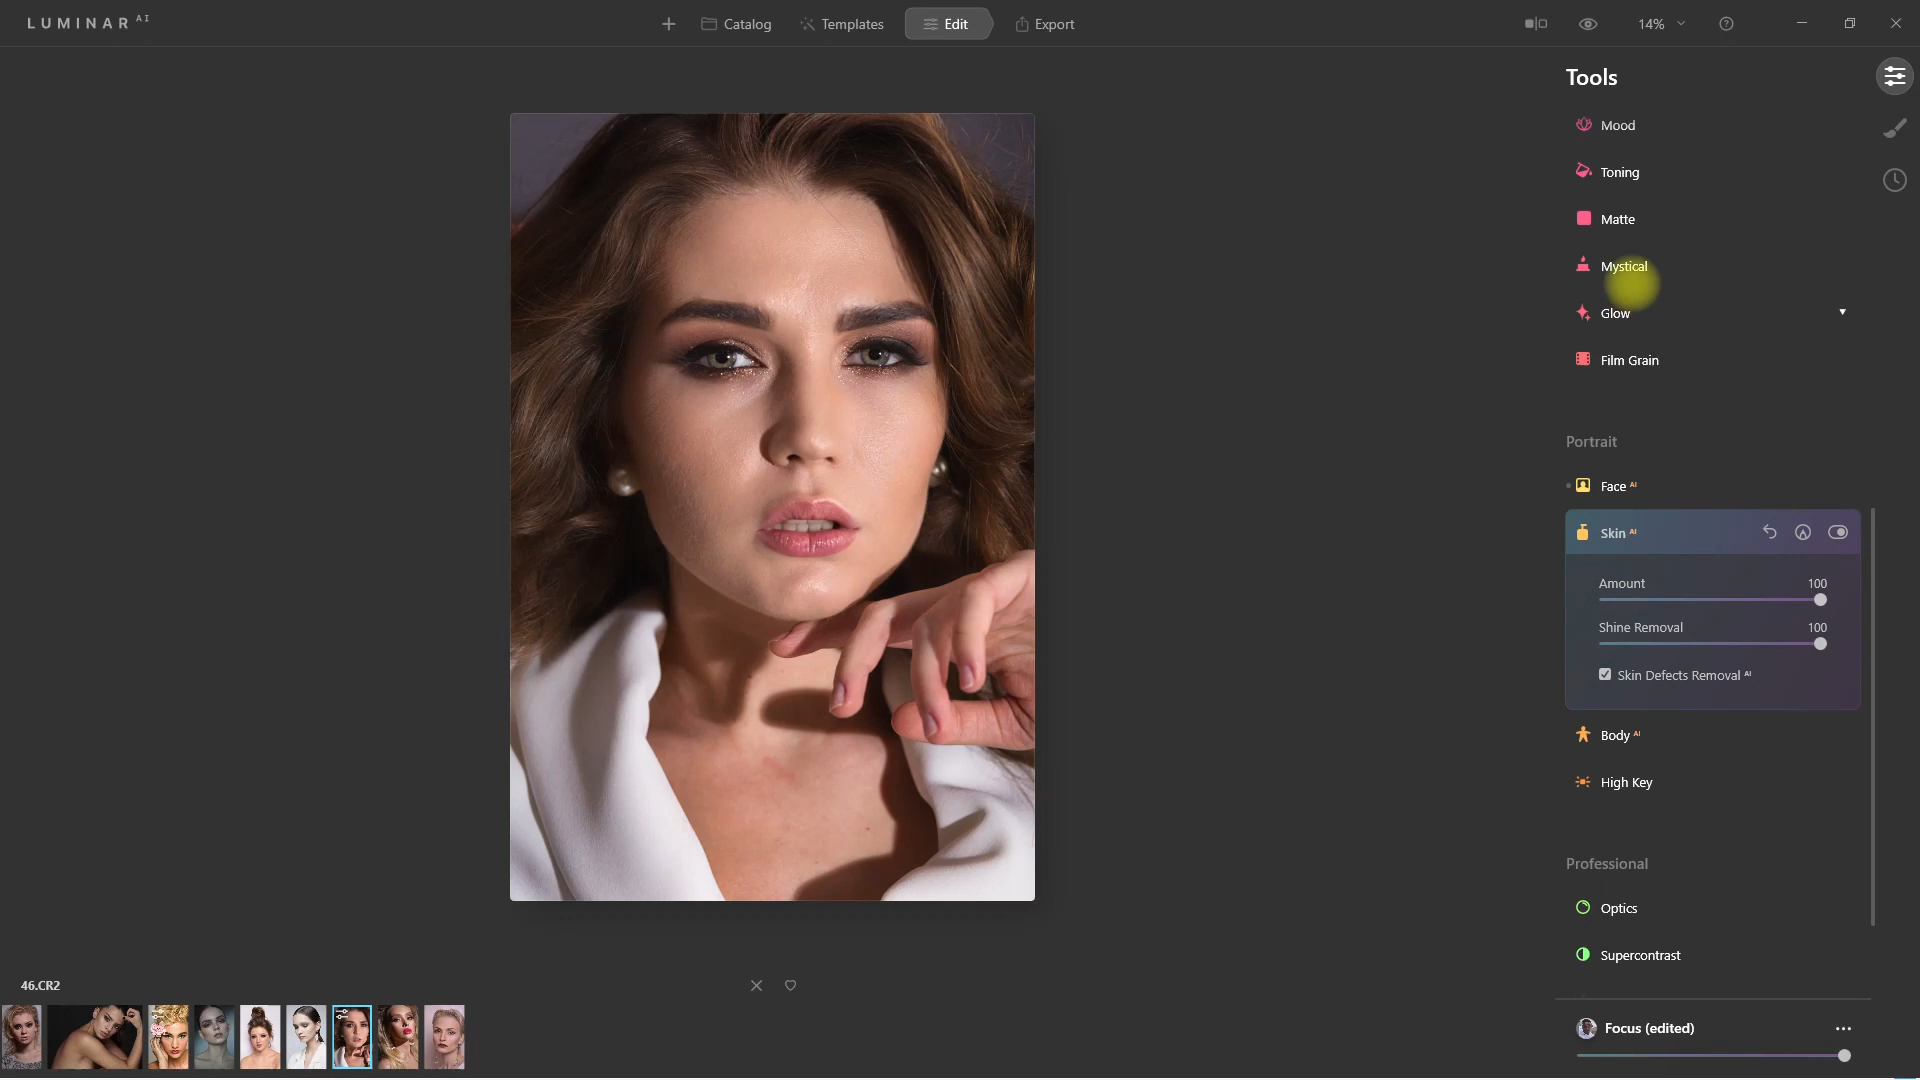 LUMINAR AI
Catalog
Templates
Edit
Export
14%
Tools
Mood
Toning
Matte
Mystical
Glow
Film Grain
Portrait
Face AI
Skin AI
Amount 100
Shine Removal 100
Skin Defects Removal AI
Body AI
High Key
Professional
Optics
Supercontrast
46.CR2
Focus (edited)